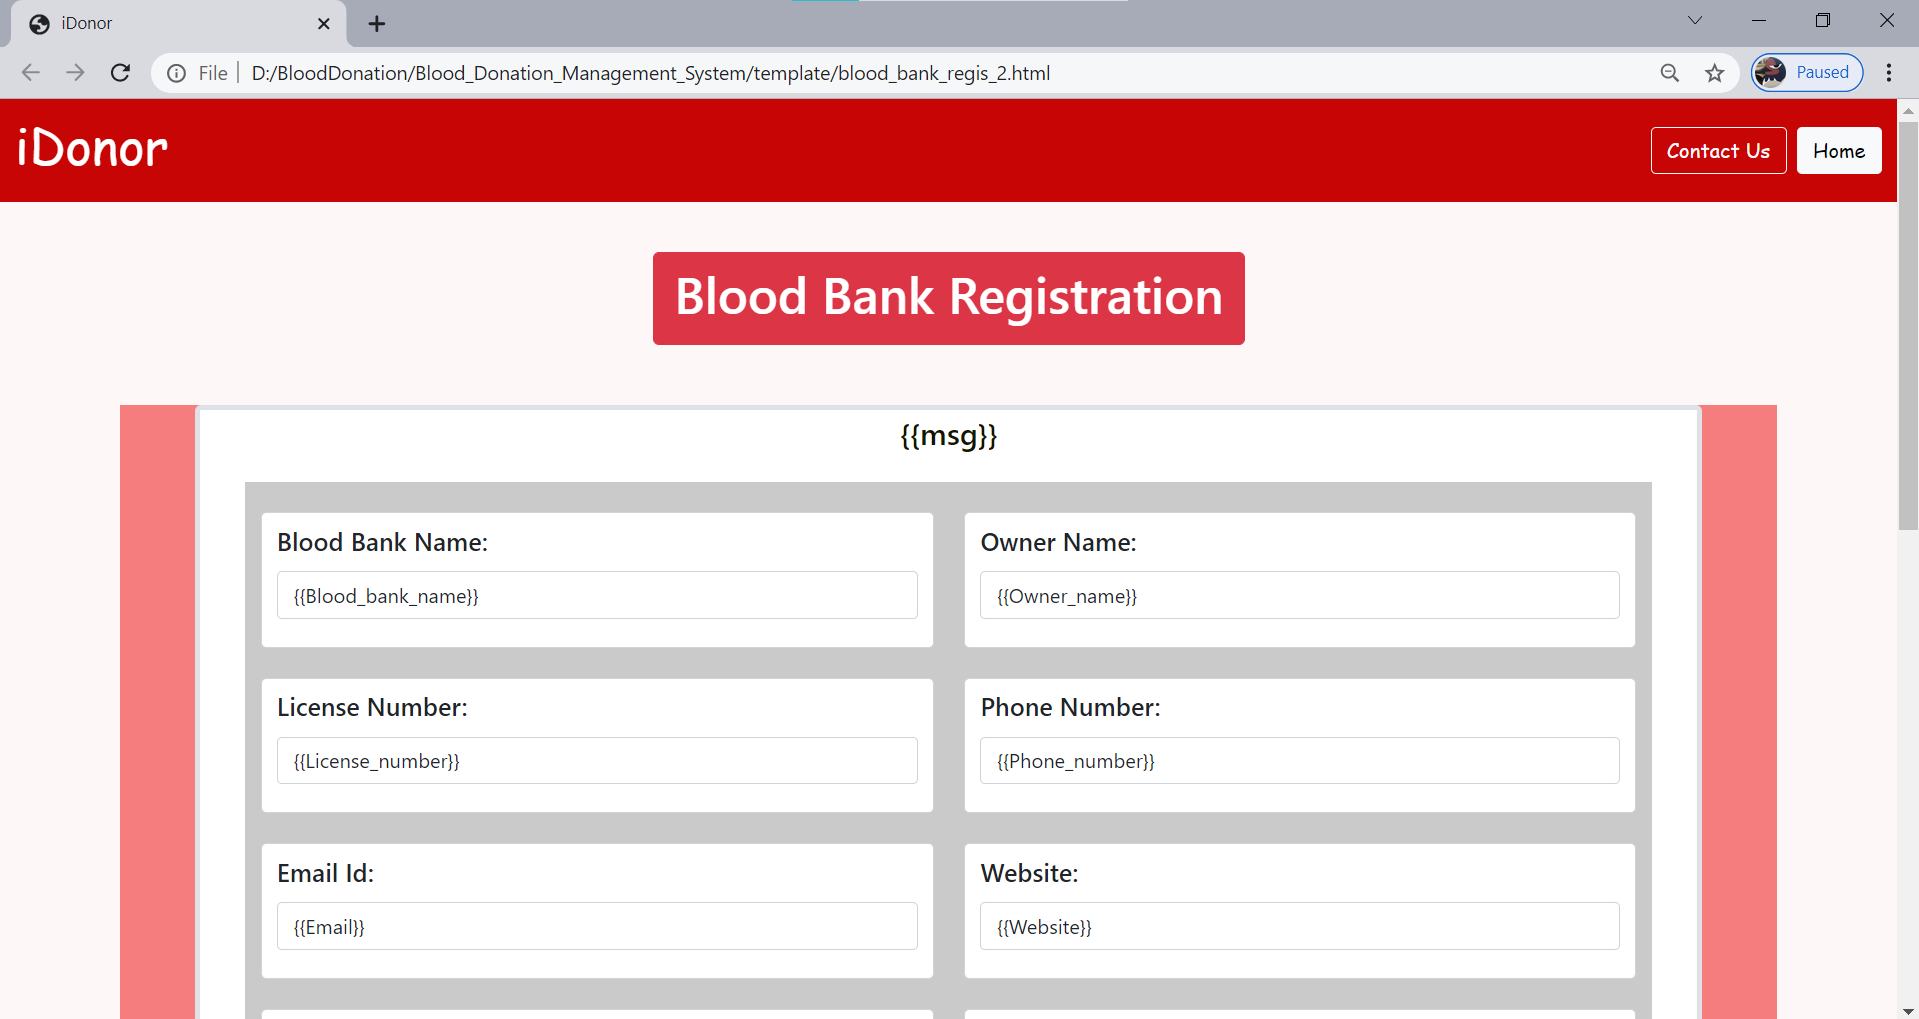 iDonor
File
D:/BloodDonation/Blood_Donation_Management_System/template/blood_bank_regis_2.html
Paused
iDonor
Contact Us
Home
Blood Bank Registration
{{msg}}
Blood Bank Name:
Owner Name:
{{Blood_bank_name}}
{{Owner_name}}
License Number:
Phone Number:
{{License_number}}
{{Phone_number}}
Email Id:
Website:
{{Email}}
{{Website}}